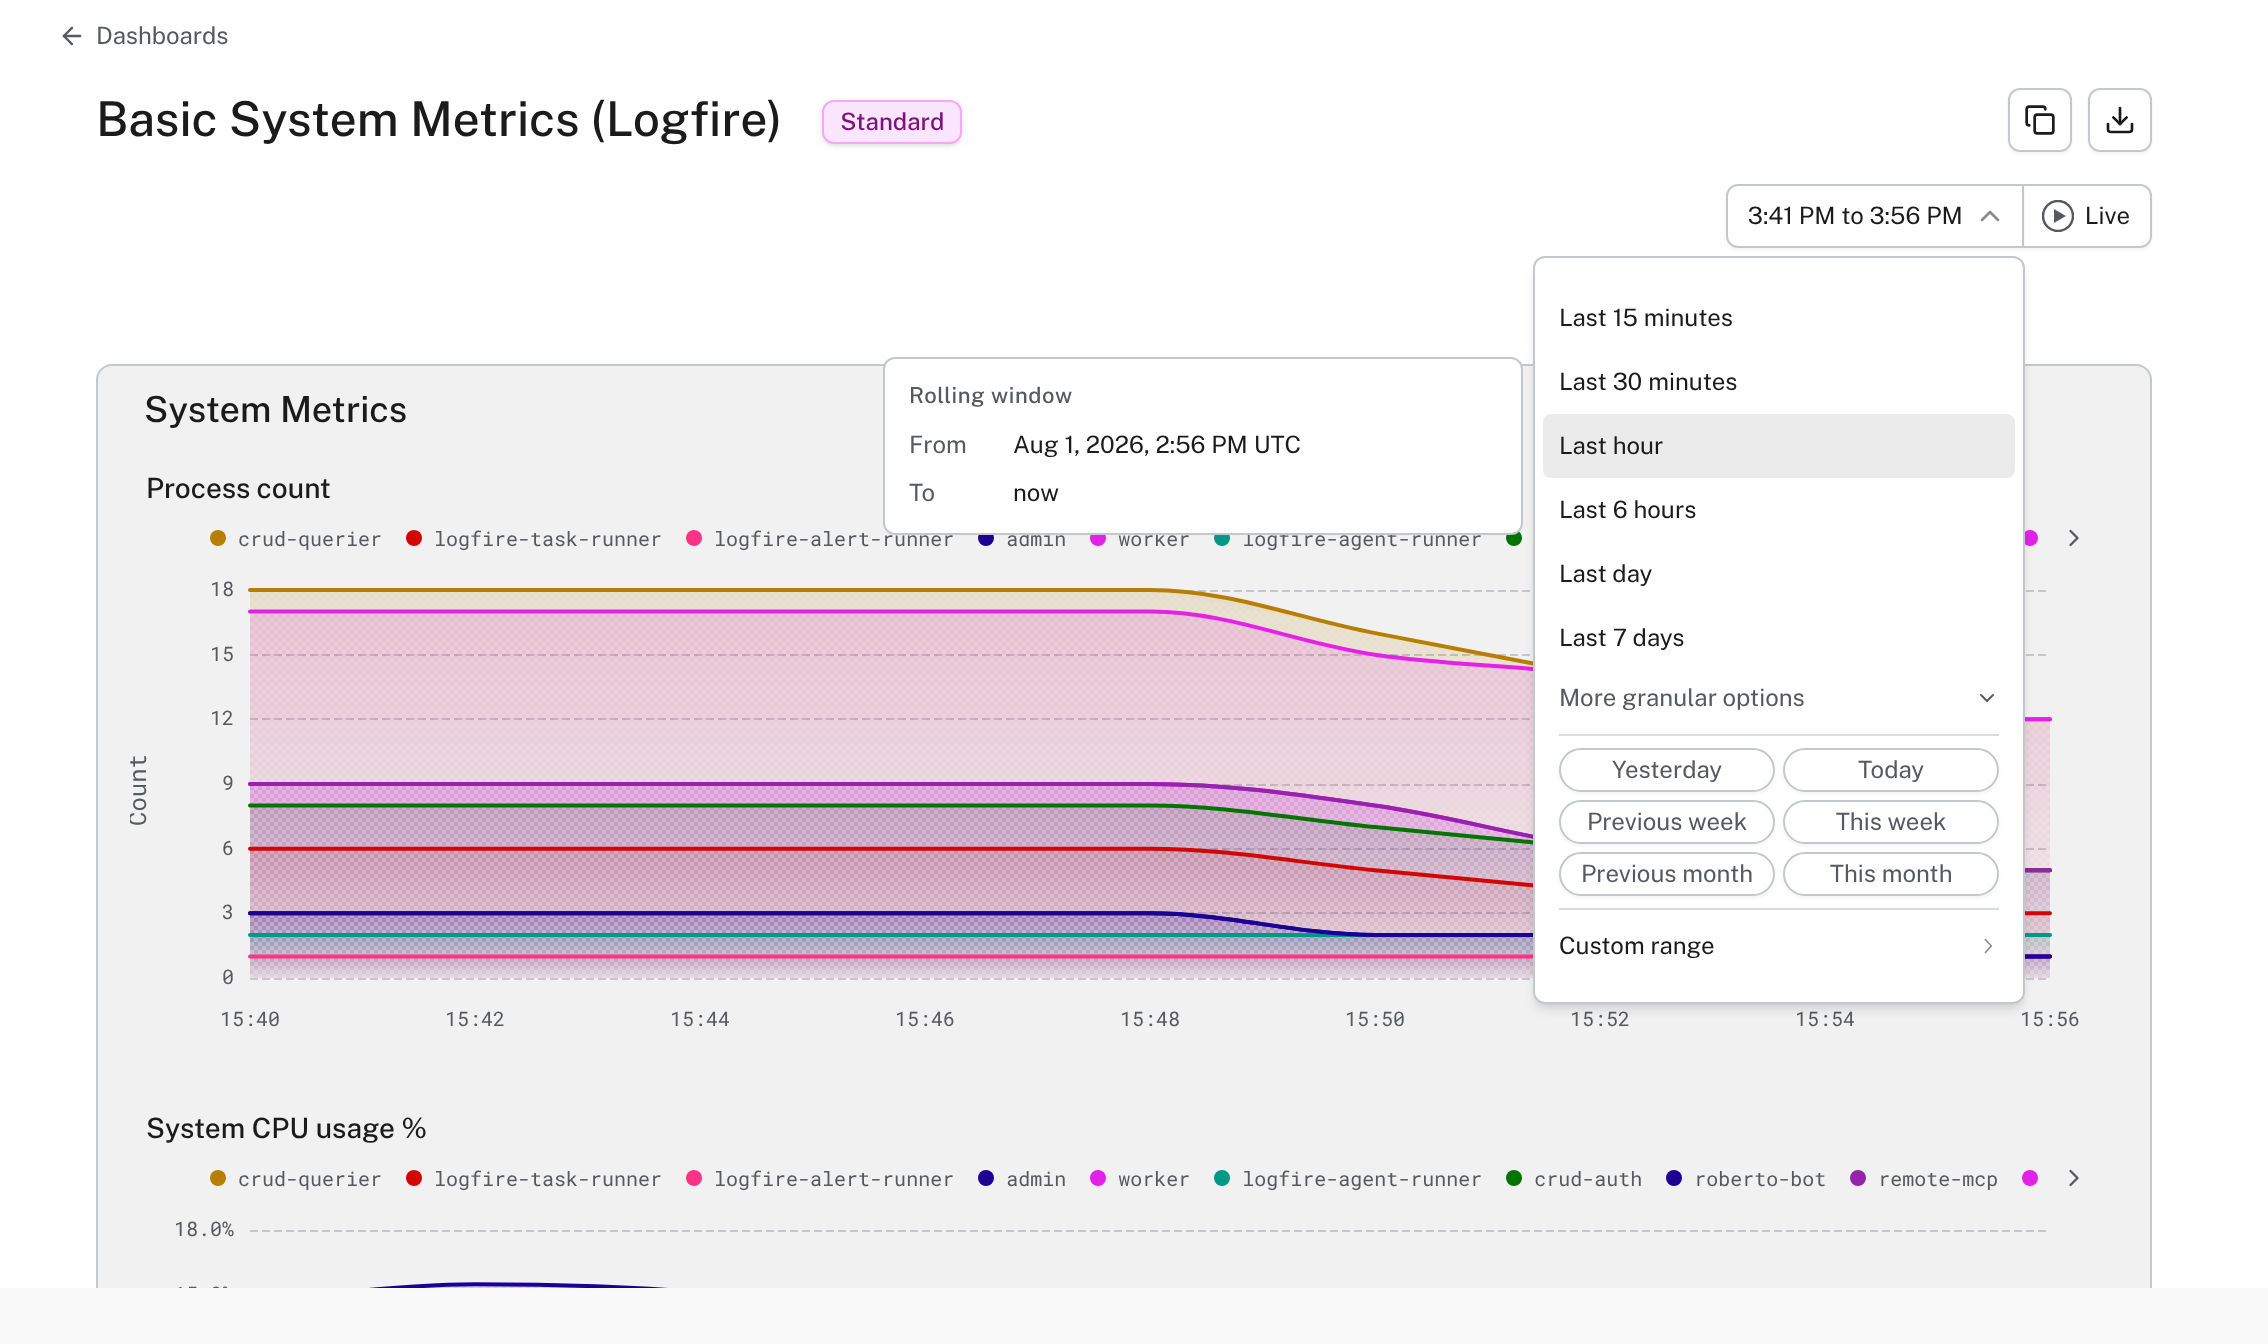 Dashboards
Basic System Metrics (Logfire)
Standard
3:41 PM to 3:56 PM
Live
Last 15 minutes
Last 30 minutes
Last hour
Last 6 hours
Last day
Last 7 days
More granular options
Yesterday
Today
Previous week
This week
Previous month
This month
Custom range
Rolling window
From Aug 1, 2026, 2:56 PM UTC
To now
System Metrics
Process count
crud-querier logfire-task-runner logfire-alert-runner admin worker logfire-agent-runner
Count
18
15
12
9
6
3
0
15:40 15:42 15:44 15:46 15:48 15:50 15:52 15:54 15:56
System CPU usage %
crud-querier logfire-task-runner logfire-alert-runner admin worker logfire-agent-runner crud-auth roberto-bot remote-mcp
18.0%